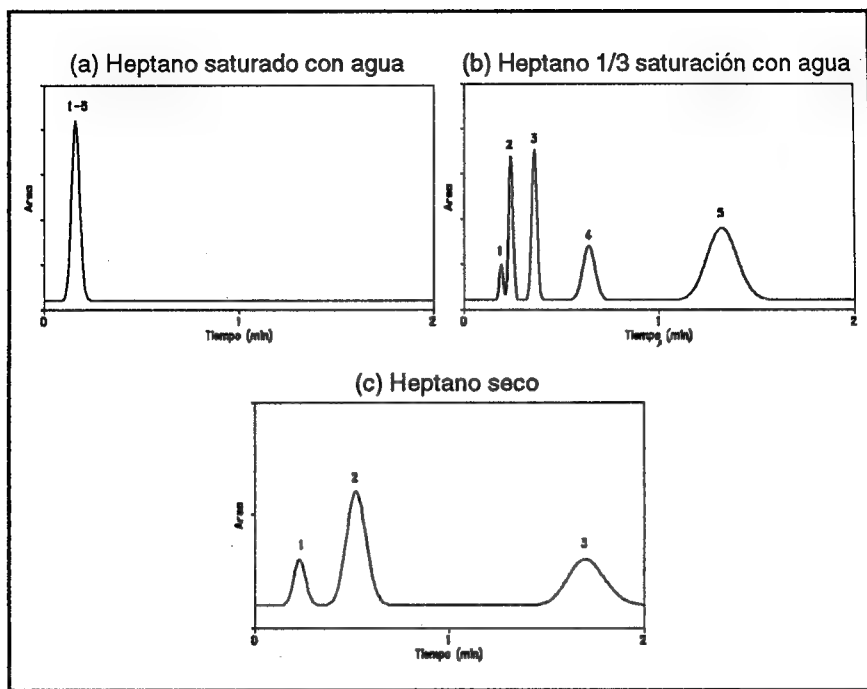 (a) Heptano saturado con agua
1-5
Area
0 1 2
Tiempo (min)
(b) Heptano 1/3 saturación con agua
1 2 3 4 5
Area
0 1 2
Tiempo (min)
(c) Heptano seco
1 2 3
Area
0 1 2
Tiempo (min)